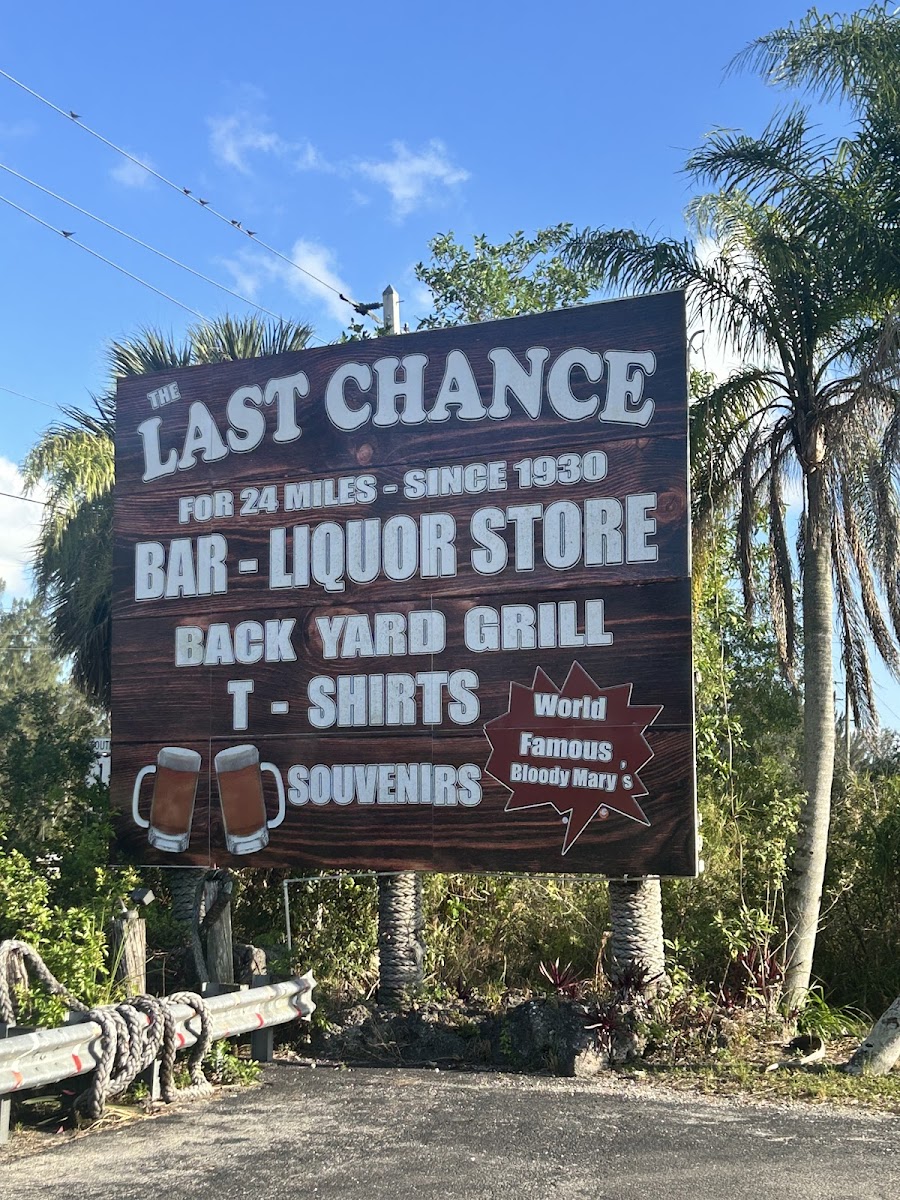 THE
LAST CHANCE
FOR 24 MILES - SINCE 1930
BAR - LIQUOR STORE
BACK YARD GRILL
T - SHIRTS
SOUVENIRS
World
Famous
Bloody Mary's